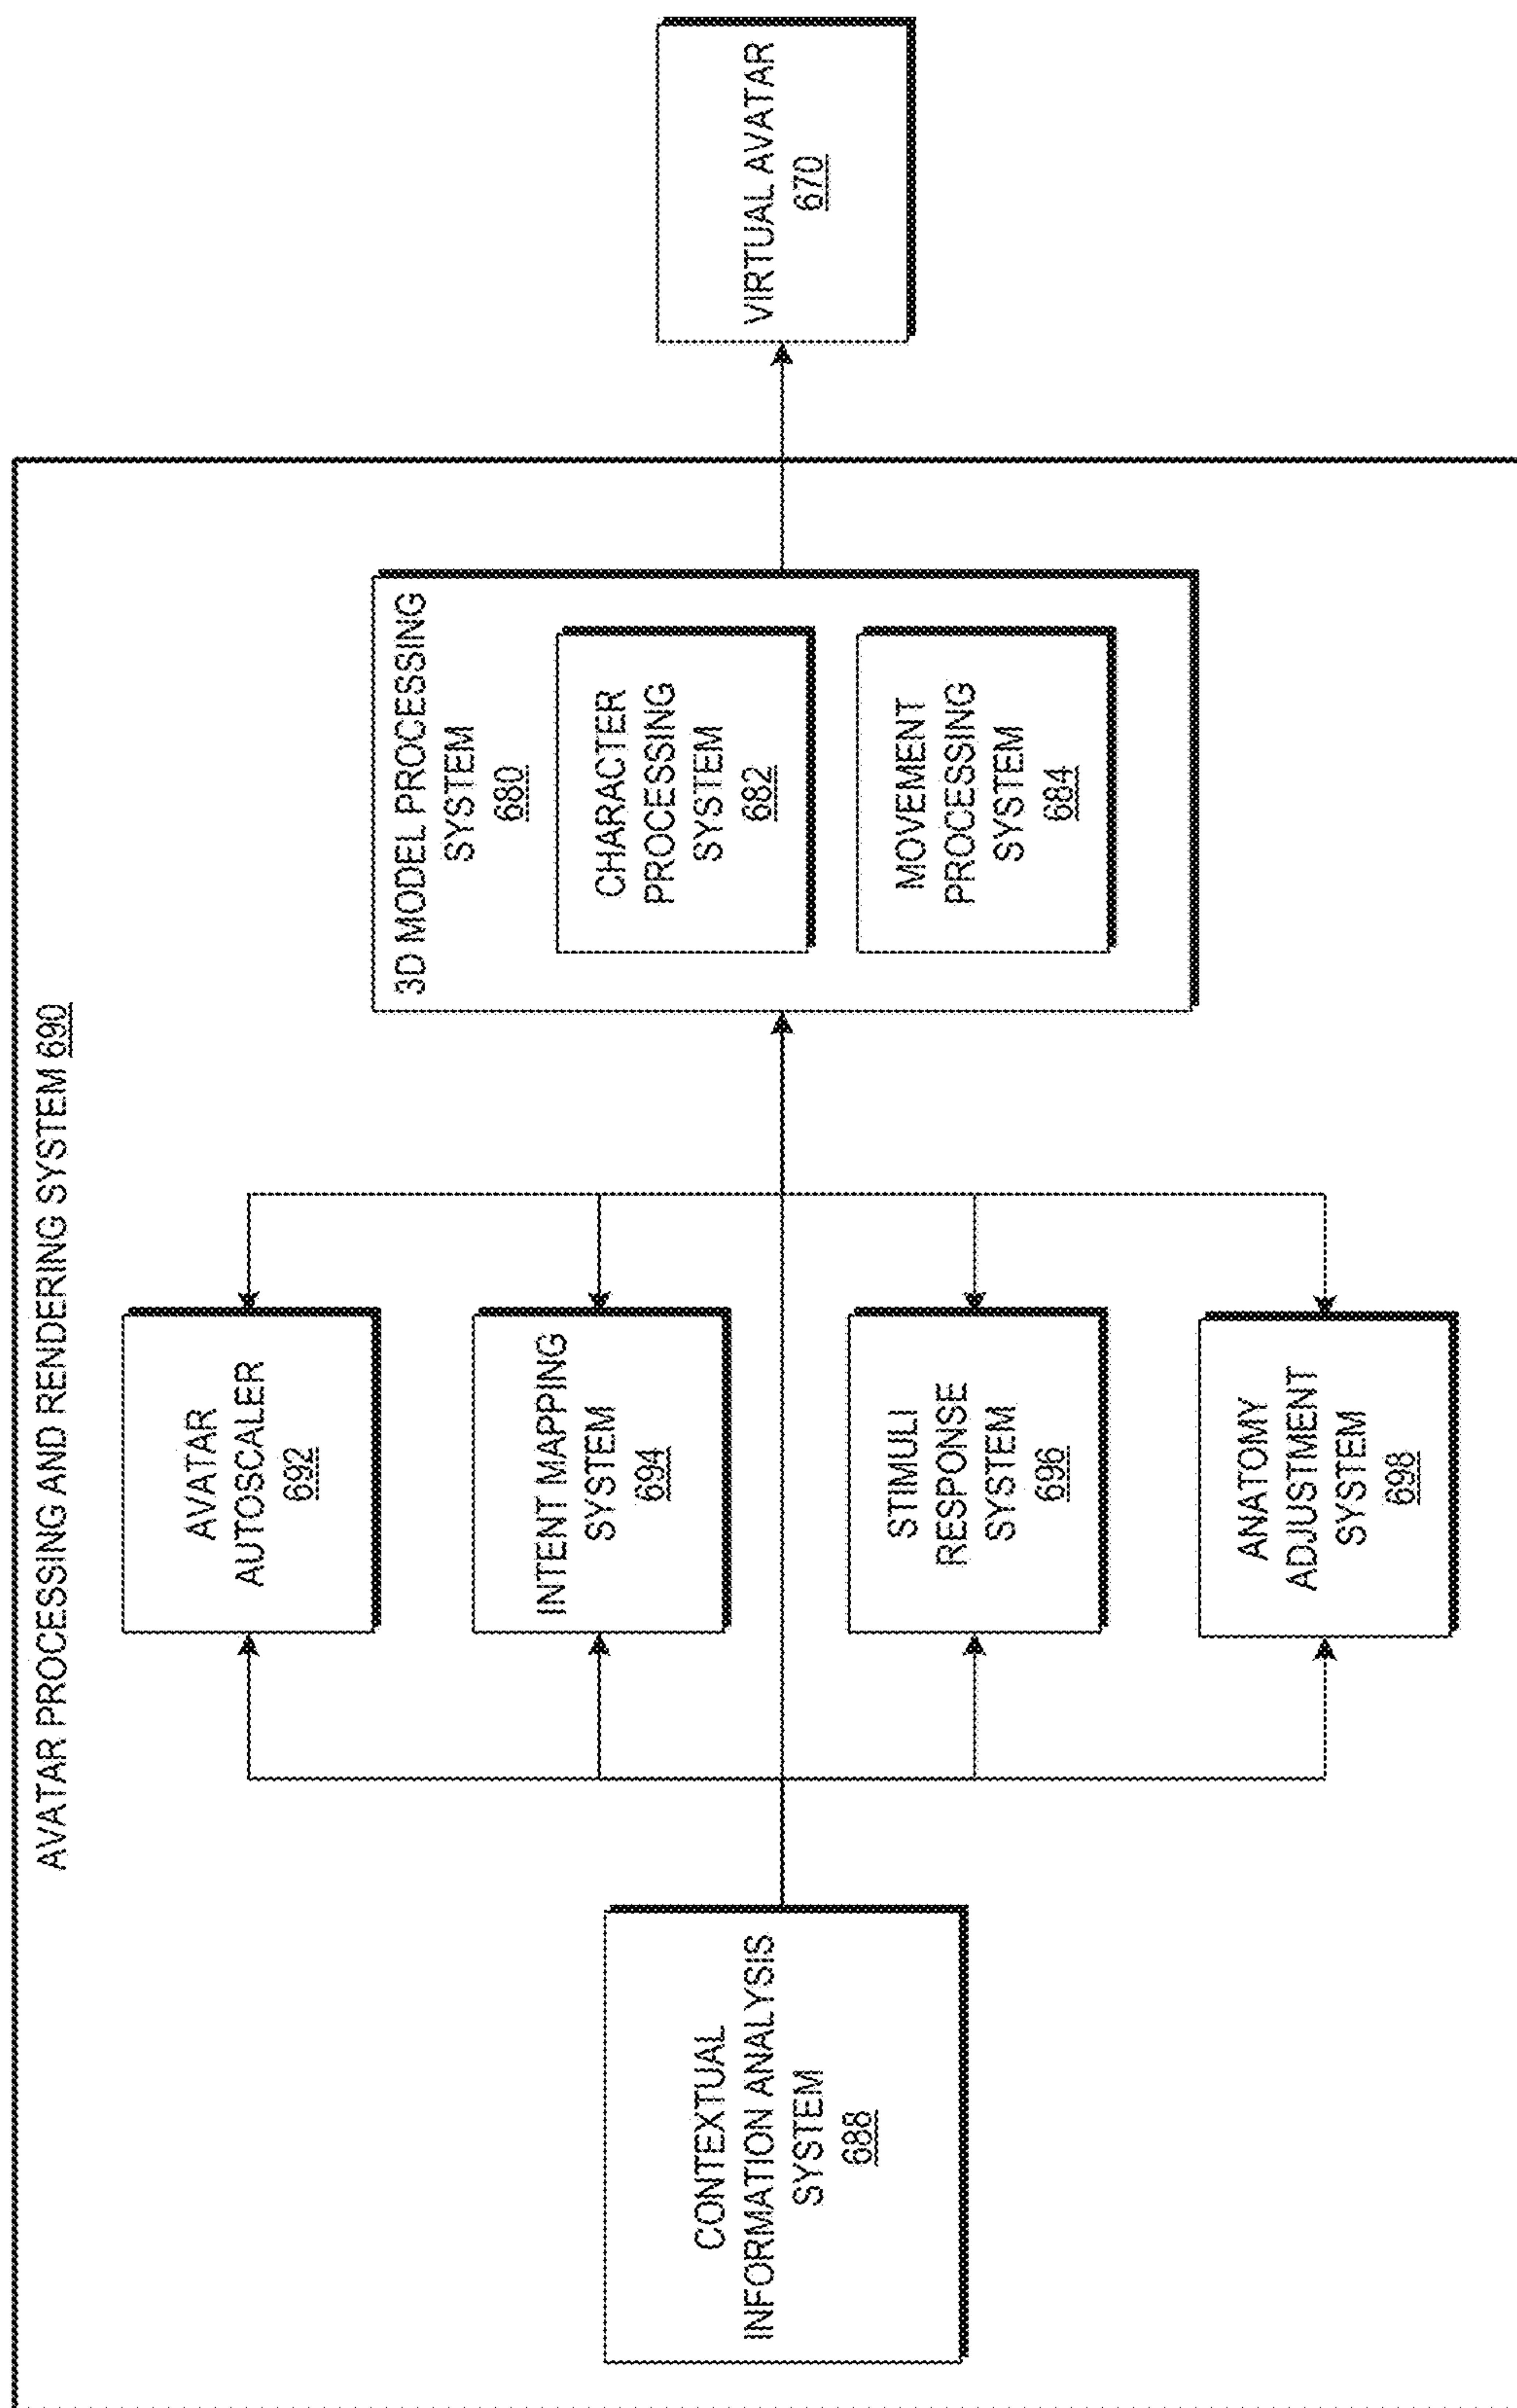 AVATAR PROCESSING AND RENDERING SYSTEM 690
CONTEXTUAL
INFORMATION ANALYSIS
SYSTEM
688
AVATAR
AUTOSCALER
692
INTENT MAPPING
SYSTEM
694
STIMULI
RESPONSE
SYSTEM
696
ANATOMY
ADJUSTMENT
SYSTEM
698
3D MODEL PROCESSING
SYSTEM
680
CHARACTER
PROCESSING
SYSTEM
682
MOVEMENT
PROCESSING
SYSTEM
684
VIRTUAL AVATAR
670